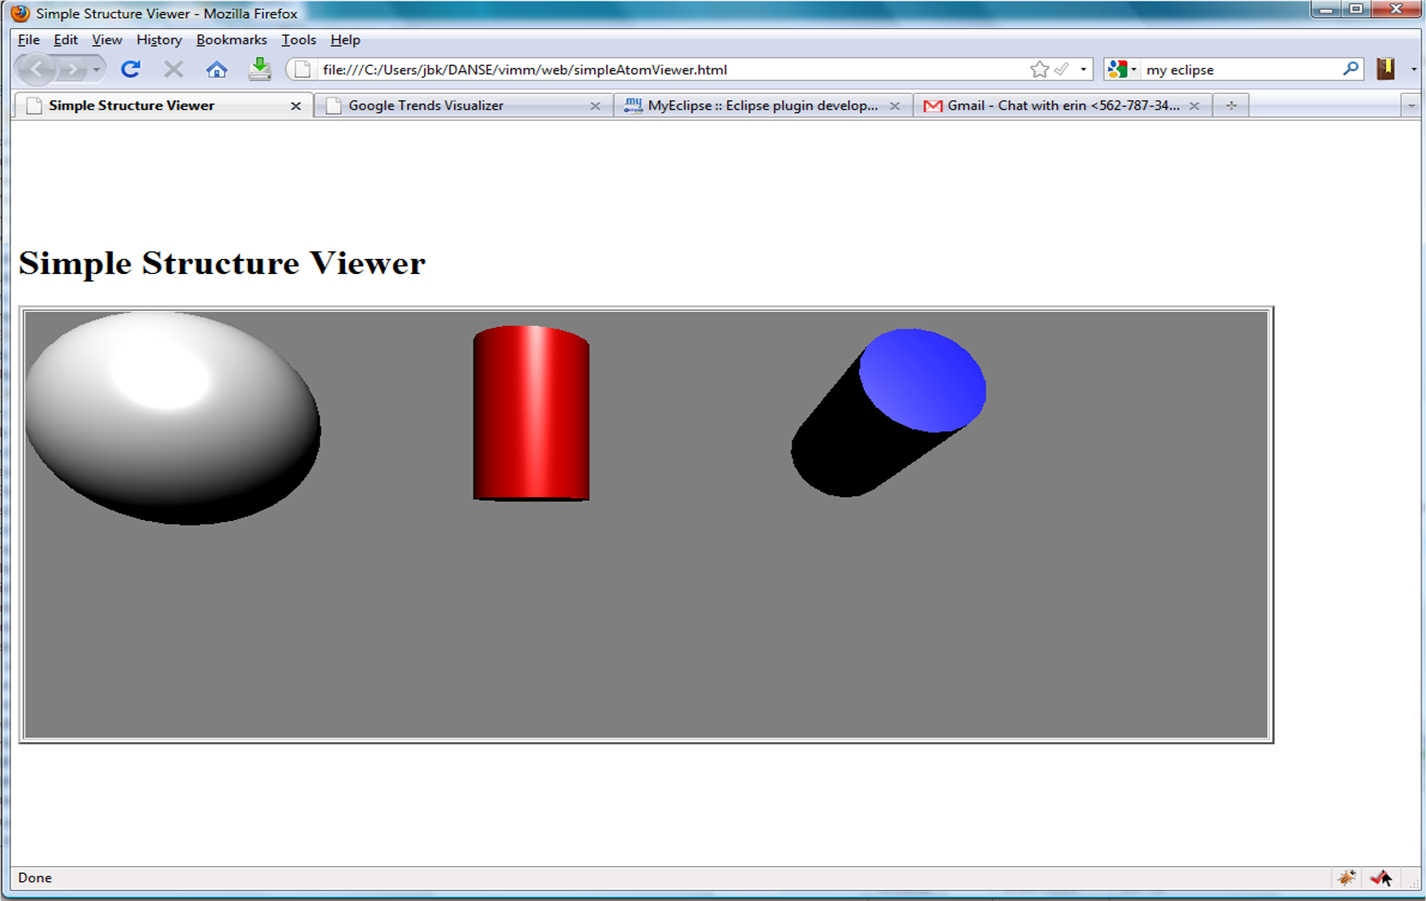 Simple Structure Viewer - Mozilla Firefox
File Edit View History Bookmarks Tools Help
file:///C:/Users/jbk/DANSE/vimm/web/simpleAtomViewer.html
my eclipse
Simple Structure Viewer
Google Trends Visualizer
my
MyEclipse :: Eclipse plugin develop...
Gmail - Chat with erin <562-787-34...
Simple Structure Viewer
Done